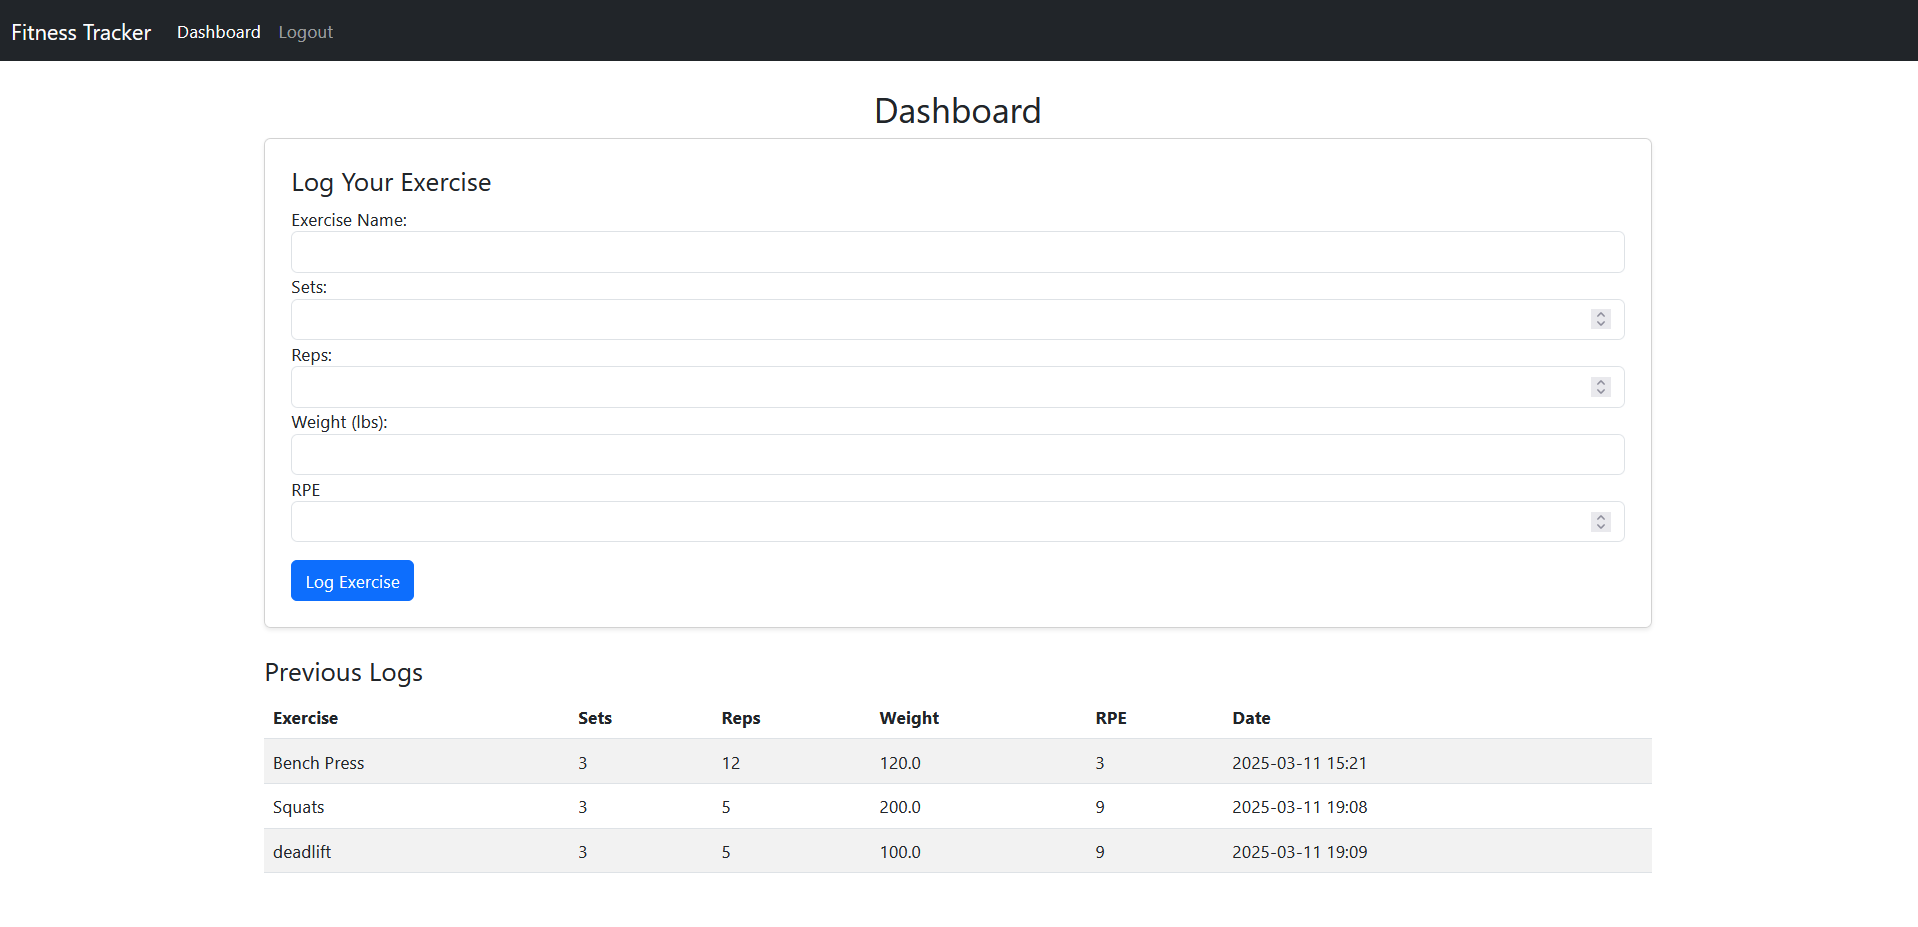 Fitness Tracker Dashboard Logout
Dashboard
Log Your Exercise
Exercise Name:
Sets:
Reps:
Weight (lbs):
RPE
Log Exercise
Previous Logs
Exercise Sets Reps Weight RPE Date
Bench Press 3 12 120.0 3 2025-03-11 15:21
Squats 3 5 200.0 9 2025-03-11 19:08
deadlift 3 5 100.0 9 2025-03-11 19:09